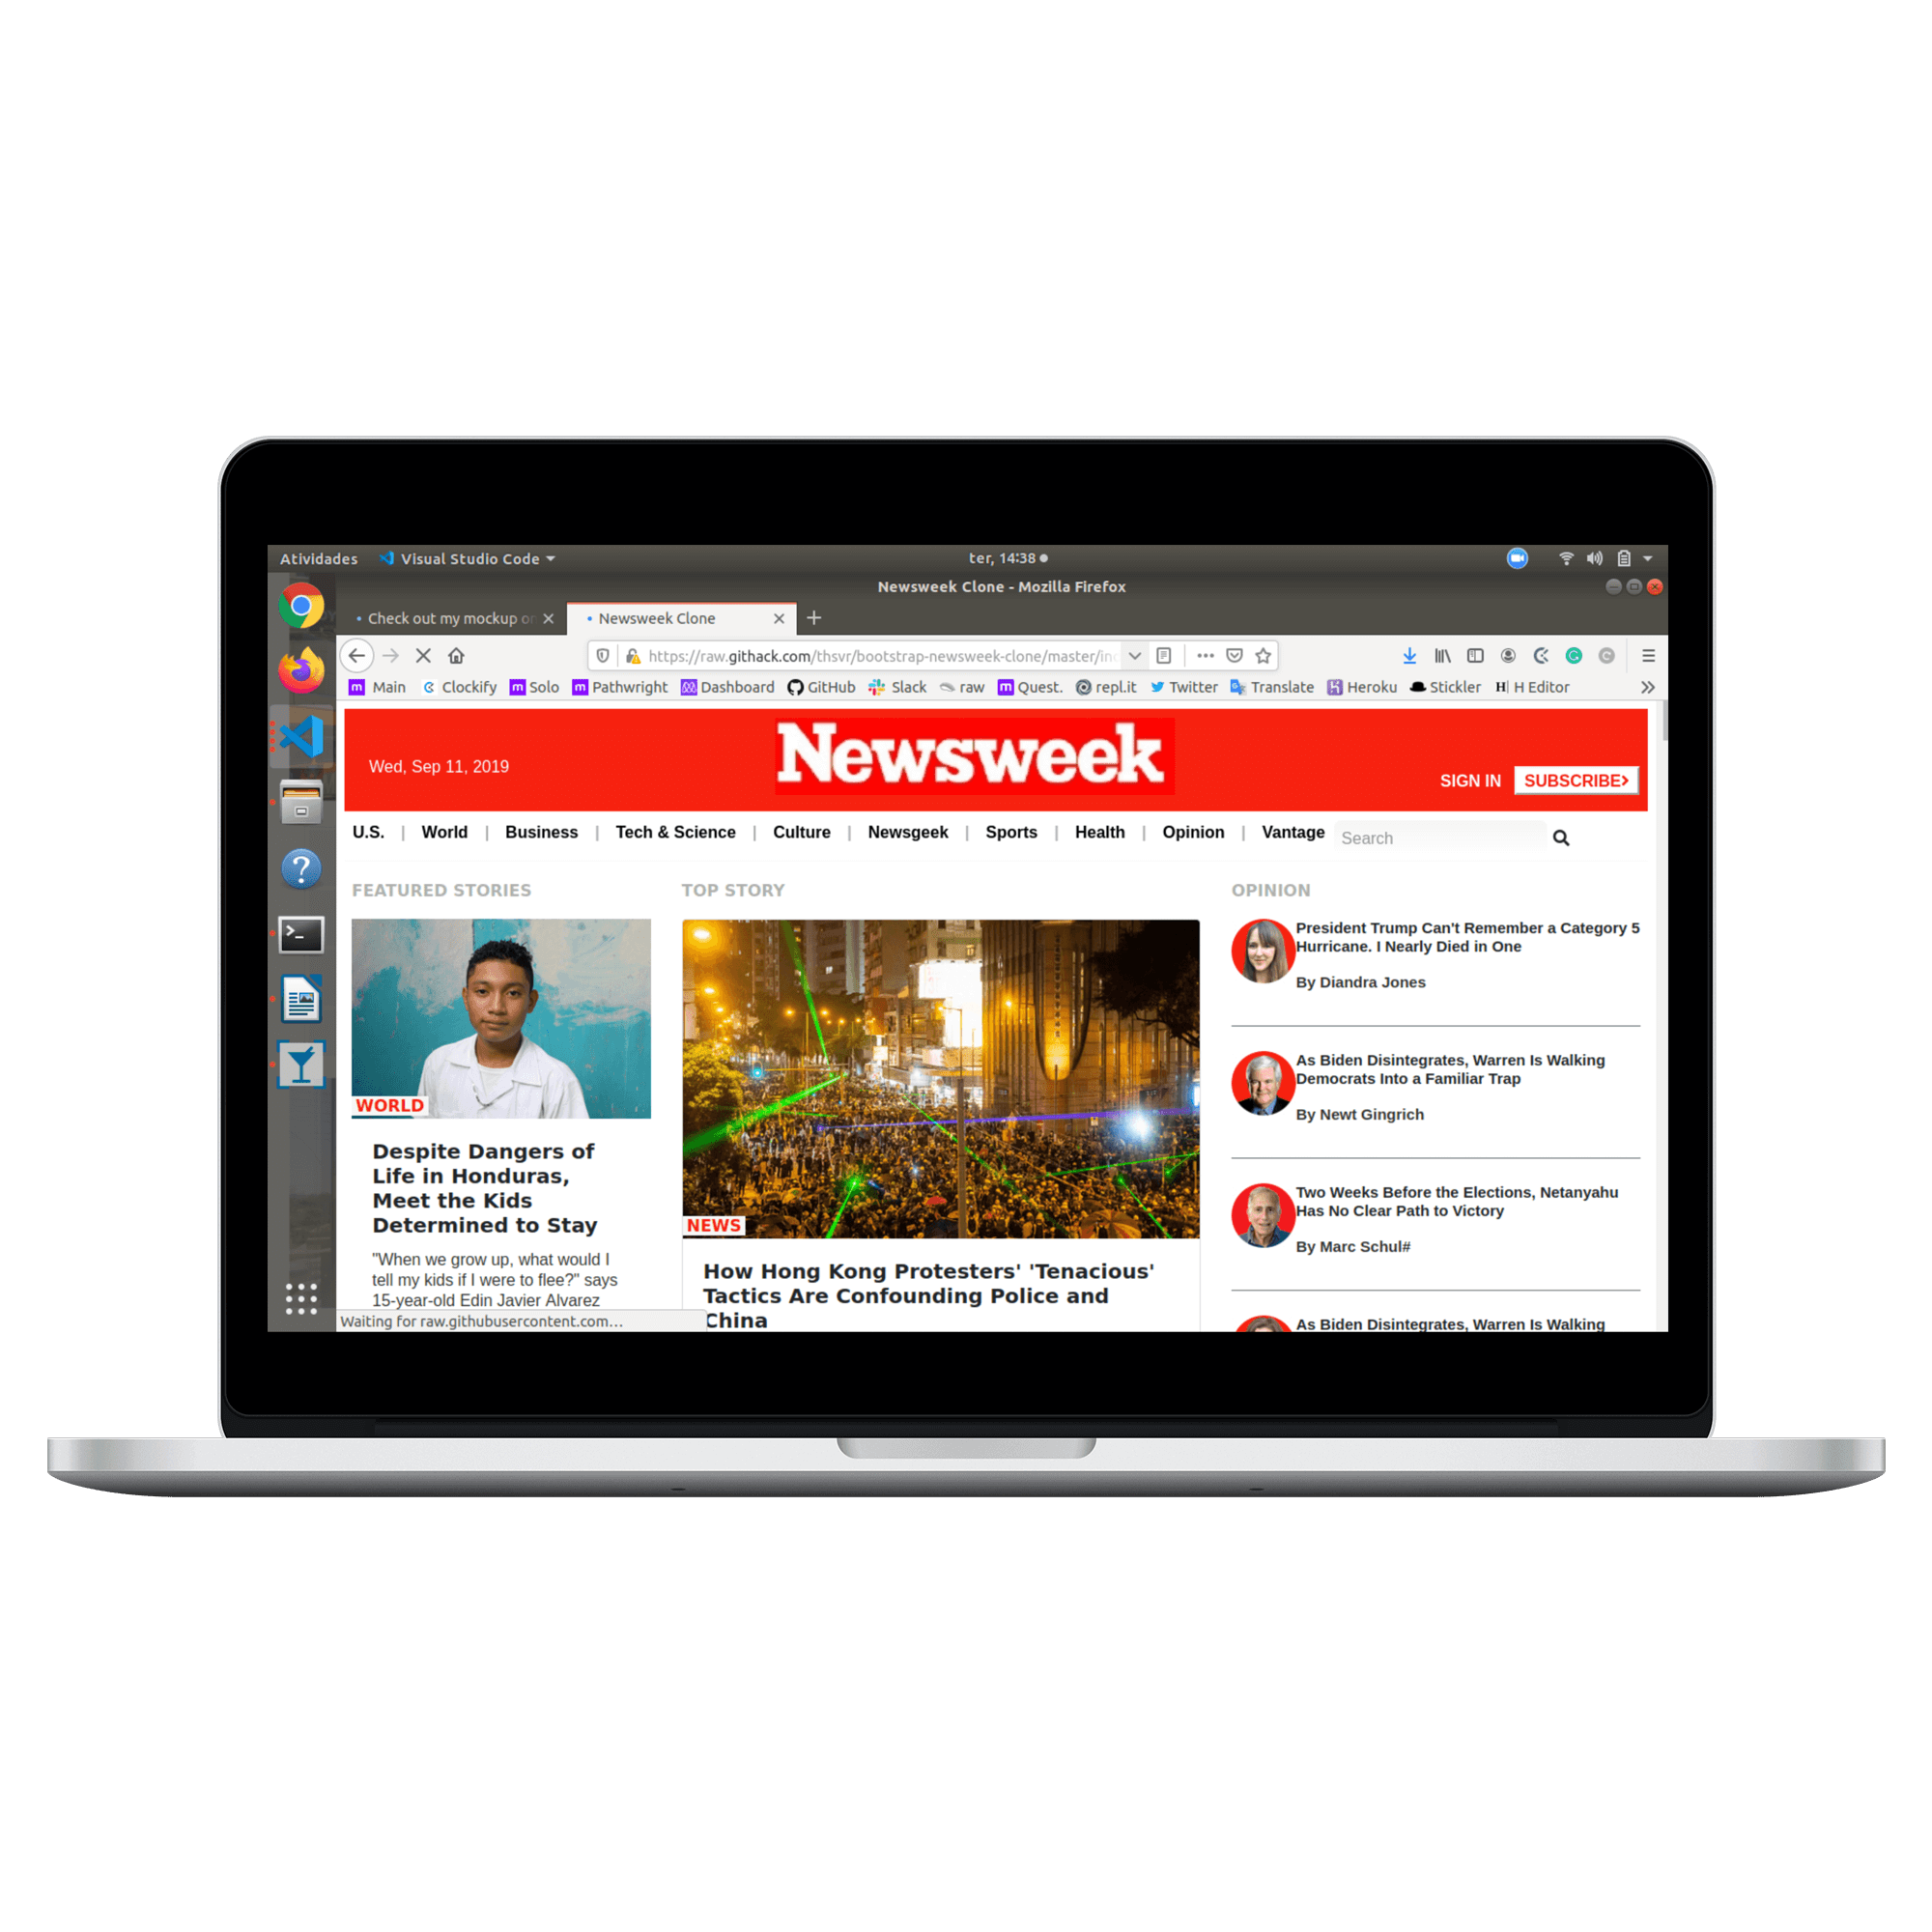 Atividades Visual Studio Code ter, 14:38
Newsweek Clone - Mozilla Firefox
Check out my mockup or Newsweek Clone
https://raw.githack.com/thsvr/bootstrap-newsweek-clone/master/inc
Main Clockify Solo Pathwright Dashboard GitHub Slack raw Quest. repl.it Twitter Translate Heroku Stickler H Editor
Wed, Sep 11, 2019
Newsweek
SIGN IN SUBSCRIBE
U.S. | World | Business | Tech & Science | Culture | Newsgeek | Sports | Health | Opinion | Vantage Search
FEATURED STORIES
WORLD
Despite Dangers of
Life in Honduras,
Meet the Kids
Determined to Stay
"When we grow up, what would I
tell my kids if I were to flee?" says
15-year-old Edin Javier Alvarez
Waiting for raw.githubusercontent.com...
TOP STORY
NEWS
How Hong Kong Protesters' 'Tenacious'
Tactics Are Confounding Police and
China
OPINION
President Trump Can't Remember a Category 5
Hurricane. I Nearly Died in One
By Diandra Jones
As Biden Disintegrates, Warren Is Walking
Democrats Into a Familiar Trap
By Newt Gingrich
Two Weeks Before the Elections, Netanyahu
Has No Clear Path to Victory
By Marc Schul#
As Biden Disintegrates, Warren Is Walking